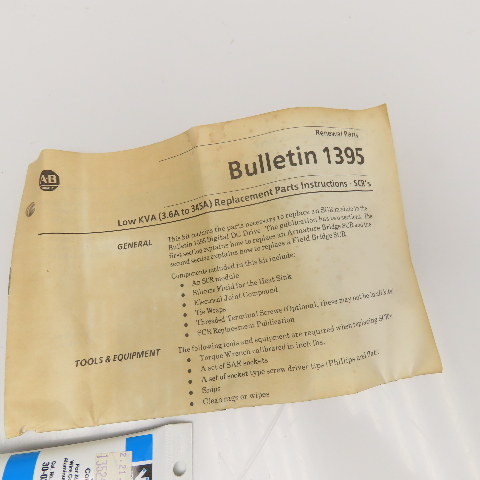 A-B
Renewal Parts
Bulletin 1395
Low KVA (3.6A to 345A) Replacement Parts Instructions - SCR's
GENERAL
This kit contains the parts necessary to replace an SCR module in the
Bulletin 1395 Digital DC Drive. The publication has two sections, the
first section explains how to replace an Armature Bridge SCR and the
second section explains how to replace a Field Bridge SCR.
Components included in this kit include:
● An SCR module
● Silicone Fluid for the Heat Sink
● Electrical Joint Compound
● Tie Wraps
● Threaded Terminal Screws (Optional, these may not be
● SCR Replacement Publication
TOOLS & EQUIPMENT
The following tools and equipment are required when replacing SCR's
● Torque Wrench calibrated in inch lbs.
● A set of SAE sockets
● A set of socket type screw driver tips (Phillips and flat)
● Snips
● Clean rags or wipes